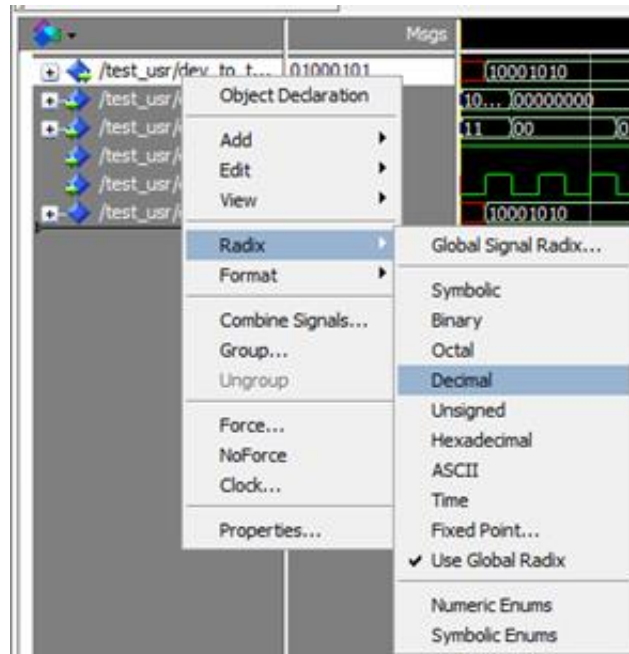 Msgs
/test_usr/dev_to_t... 01000101 10001010
/test_usr/ 10... 00000000
/test_usr/ 11 00
/test_usr/
/test_usr/
/test_usr/ 10001010
Object Declaration
Add
Edit
View
Radix
Format
Combine Signals...
Group...
Ungroup
Force...
NoForce
Clock...
Properties...
Global Signal Radix...
Symbolic
Binary
Octal
Decimal
Unsigned
Hexadecimal
ASCII
Time
Fixed Point...
Use Global Radix
Numeric Enums
Symbolic Enums